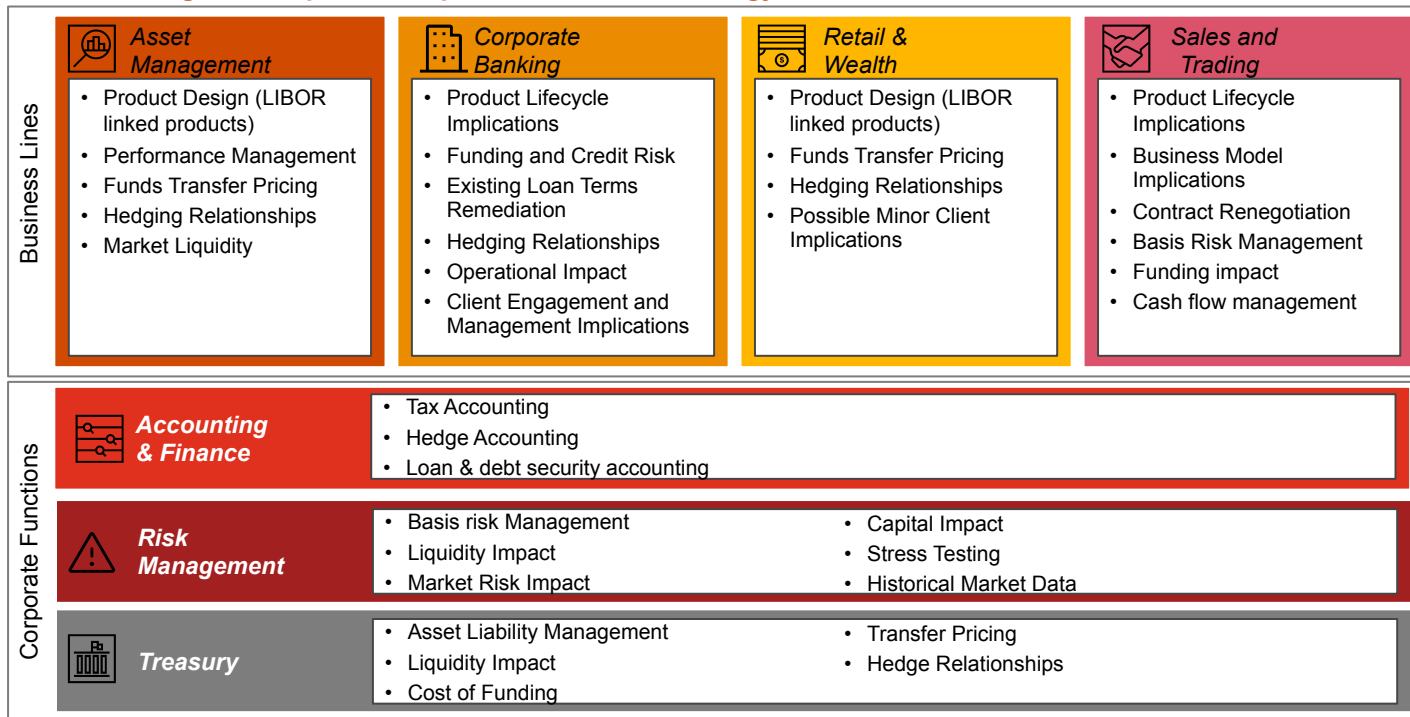 Business Lines
Asset
Management
• Product Design (LIBOR
linked products)
• Performance Management
• Funds Transfer Pricing
• Hedging Relationships
• Market Liquidity
Corporate
Banking
• Product Lifecycle
Implications
• Funding and Credit Risk
• Existing Loan Terms
Remediation
• Hedging Relationships
• Operational Impact
• Client Engagement and
Management Implications
Retail &
Wealth
• Product Design (LIBOR
linked products)
• Funds Transfer Pricing
• Hedging Relationships
• Possible Minor Client
Implications
Sales and
Trading
• Product Lifecycle
Implications
• Business Model
Implications
• Contract Renegotiation
• Basis Risk Management
• Funding impact
• Cash flow management
Corporate Functions
Accounting
& Finance
• Tax Accounting
• Hedge Accounting
• Loan & debt security accounting
Risk
Management
• Basis risk Management
• Liquidity Impact
• Market Risk Impact
• Capital Impact
• Stress Testing
• Historical Market Data
Treasury
• Asset Liability Management
• Liquidity Impact
• Cost of Funding
• Transfer Pricing
• Hedge Relationships